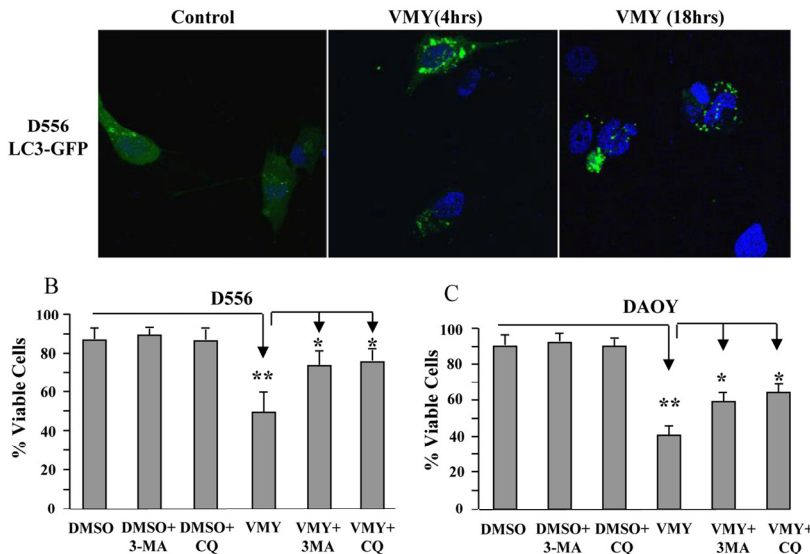 Control VMY(4hrs) VMY (18hrs)
D556
LC3-GFP
B
D556
% Viable Cells
100
80
60
40
20
0
** * *
DMSO DMSO+ 3-MA DMSO+ CQ VMY VMY+ 3MA VMY+ CQ
C
DAOY
% Viable Cells
100
80
60
40
80
0
** * *
DMSO DMSO+ 3-MA DMSO+ CQ VMY VMY+ 3MA VMY+ CQ